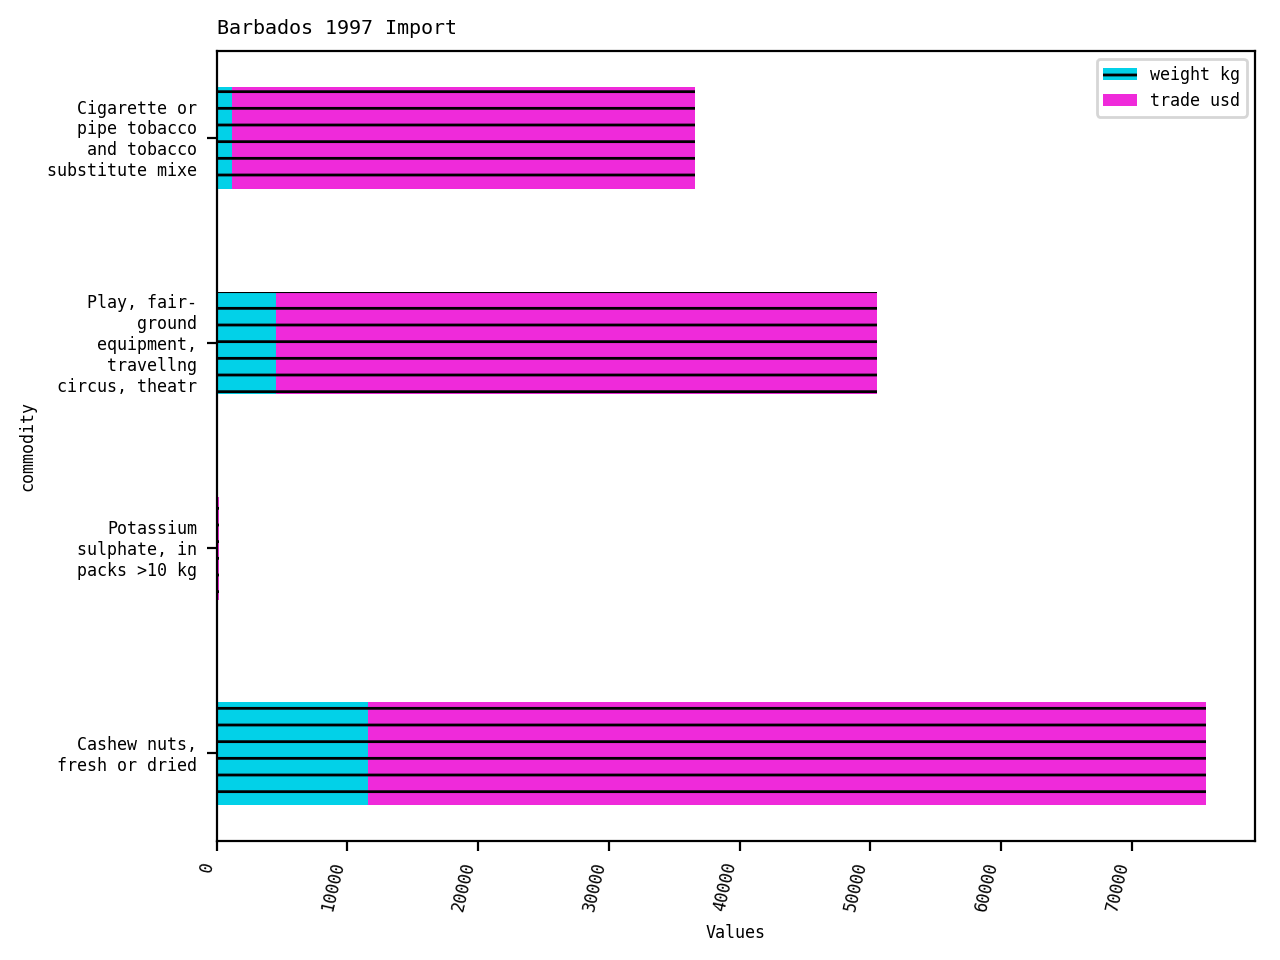 Barbados 1997 Import
weight kg
trade usd
Cigarette or
pipe tobacco
and tobacco
substitute mixe
Play, fair-
ground
equipment,
travellng
circus, theatr
Potassium
sulphate, in
packs >10 kg
Cashew nuts,
fresh or dried
commodity
0
10000
20000
30000
40000
50000
60000
70000
Values